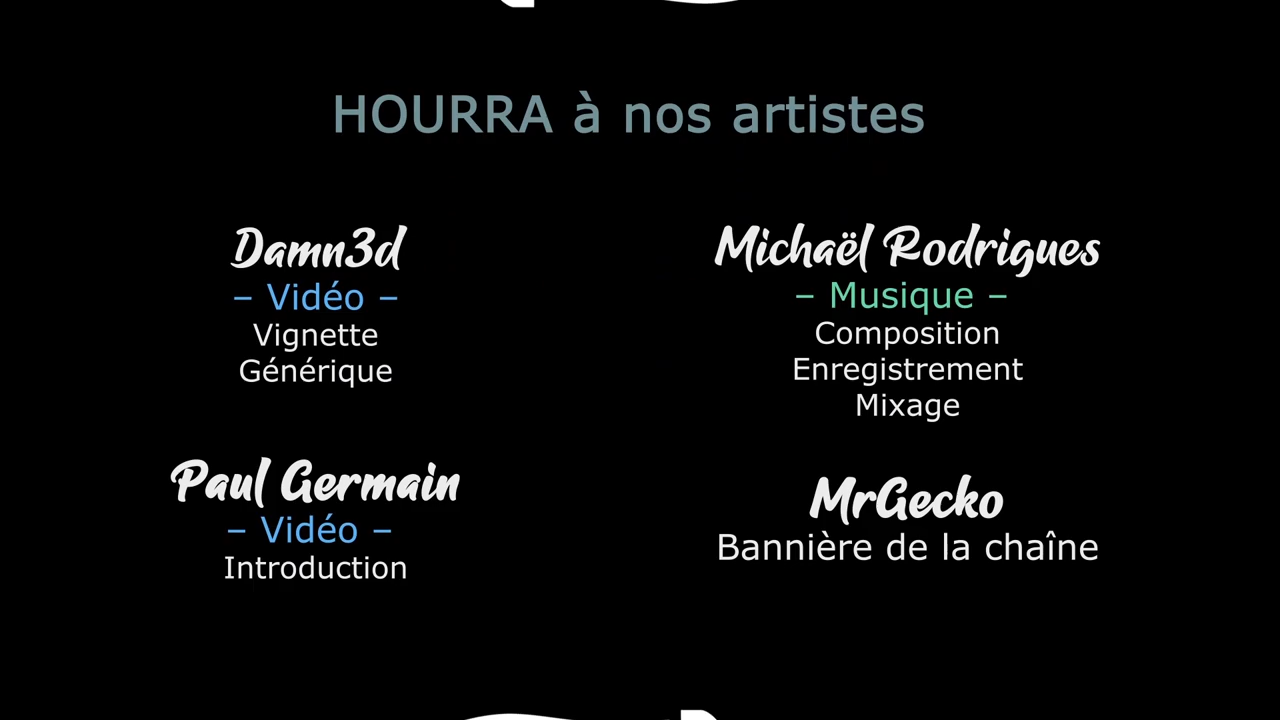 HOURRA à nos artistes
Damn3d
– Vidéo –
Vignette
Générique
Michaël Rodrigues
– Musique –
Composition
Enregistrement
Mixage
Paul Germain
– Vidéo –
Introduction
MrGecko
Bannière de la chaîne